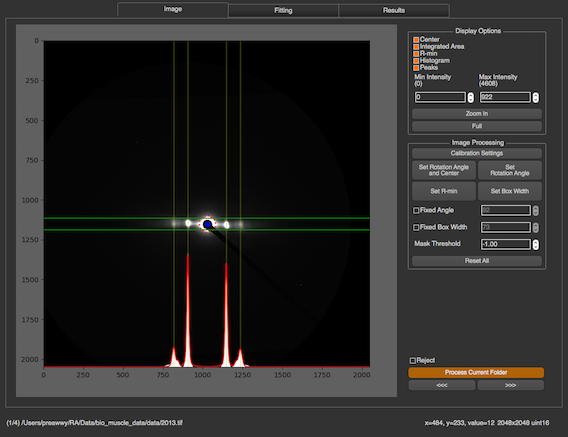 Image Fitting Results
Display Options
Center
Integrated Area
R-min
Histogram
Peaks
Min Intensity Max Intensity
(0) (4608)
0 922
Zoom In
Full
Image Processing
Calibration Settings
Set Rotation Angle Set
and Center Rotation Angle
Set R-min Set Box Width
Fixed Angle 92
Fixed Box Width 73
Mask Threshold -1.00
Reset All
0
250
500
750
1000
1250
1500
1750
2000
0 250 500 750 1000 1250 1500 1750 2000
Reject
Process Current Folder
<<< >>>
(1/4) /Users/preawwy/RA/Data/bio_muscle_data/data/2013.tif x=484, y=233, value=12 2048x2048 uint16